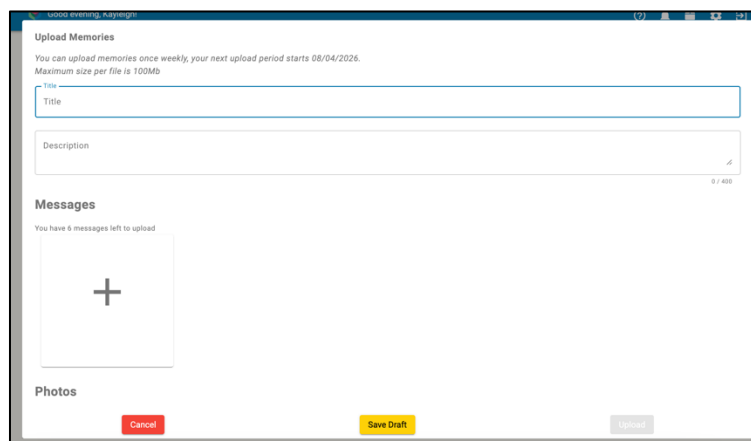 Good evening, Kayleigh!
Upload Memories
You can upload memories once weekly, your next upload period starts 08/04/2026.
Maximum size per file is 100Mb
Title
Title
Description
0 / 400
Messages
You have 6 messages left to upload
Photos
Cancel
Save Draft
Upload